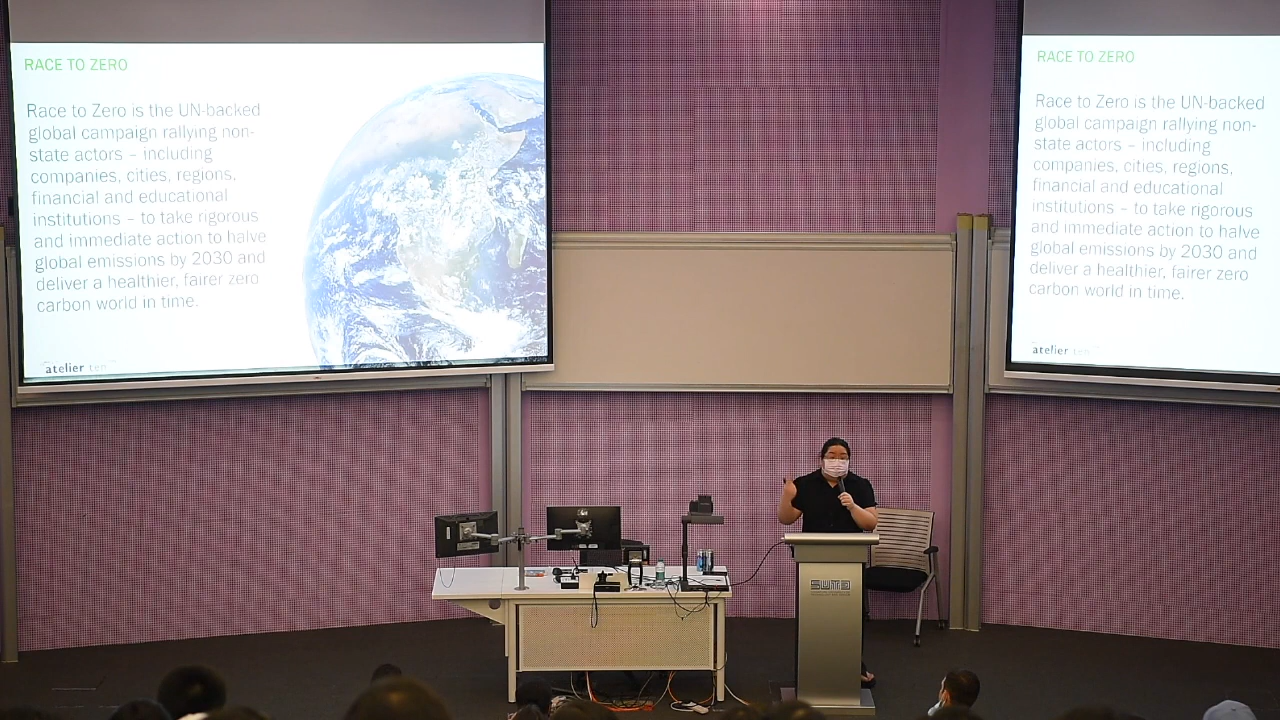 RACE TO ZERO
Race to Zero is the UN-backed
global campaign rallying non-
state actors – including
companies, cities, regions,
financial and educational
institutions – to take rigorous
and immediate action to halve
global emissions by 2030 and
deliver a healthier, fairer zero
carbon world in time.
atelier ten
RACE TO ZERO
Race to Zero is the UN-backed
global campaign rallying non-
state actors – including
companies, cities, regions,
financial and educational
institutions – to take rigorous
and immediate action to halve
global emissions by 2030 and
deliver a healthier, fairer zero
carbon world in time.
atelier ten
SUTD